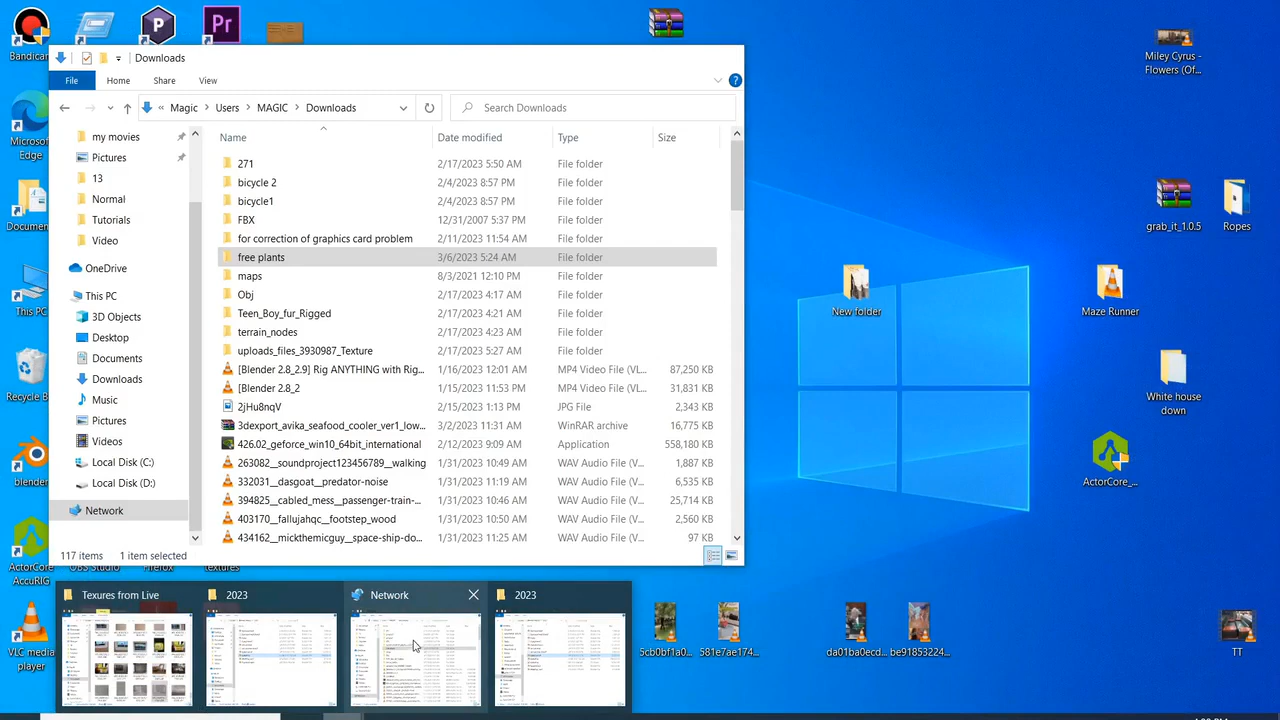 Bandicar
P
Pr
Miley Cyrus -
Flowers (Of...
Downloads
File
Home
Share
View
« Magic > Users > MAGIC > Downloads
Search Downloads
Name
Date modified
Type
Size
my movies
Pictures
13
Normal
Tutorials
Video
OneDrive
This PC
3D Objects
Desktop
Documents
Downloads
Music
Pictures
Videos
Local Disk (C:)
Local Disk (D:)
Network
271 2/17/2023 5:50 AM File folder
bicycle 2 2/4/2023 8:57 PM File folder
bicycle1 2/4/2023 8:57 PM File folder
FBX 12/31/2007 5:37 PM File folder
for correction of graphics card problem 2/11/2023 11:54 AM File folder
free plants 3/6/2023 5:24 AM File folder
maps 8/3/2021 12:10 PM File folder
Obj 2/17/2023 4:17 AM File folder
Teen_Boy_fur_Rigged 2/17/2023 4:21 AM File folder
terrain_nodes 2/17/2023 4:23 AM File folder
uploads_files_3930987_Texture 2/17/2023 5:27 AM File folder
[Blender 2.8_2.9] Rig ANYTHING with Rig... 1/16/2023 12:01 AM MP4 Video File (VL... 87,250 KB
[Blender 2.8_2 1/15/2023 11:53 PM MP4 Video File (VL... 31,831 KB
2jHu8nqV 2/15/2023 1:13 PM JPG File 2,343 KB
3dexport_avika_seafood_cooler_ver1_low... 3/2/2023 11:31 AM WinRAR archive 16,775 KB
426.02_geforce_win10_64bit_international 2/12/2023 9:09 AM Application 558,180 KB
263082__soundproject123456789__walking 1/31/2023 10:49 AM WAV Audio File (V... 1,887 KB
332031__dasgoat__predator-noise 1/31/2023 11:19 AM WAV Audio File (V... 6,535 KB
394825__cabled_mess__passenger-train-... 1/31/2023 10:46 AM WAV Audio File (V... 25,714 KB
403170__fallujahqc__footstep_wood 1/31/2023 10:50 AM WAV Audio File (V... 2,560 KB
434162__mickthemicguy__space-ship-do... 1/31/2023 11:25 AM WAV Audio File (V... 97 KB
117 items
1 item selected
Microsof
Edge
Documen
This PC
Recycle B
blender
ActorCore
AccuRIG
OBS Studio
Firefox
Textures
VLC media
player
grab_it_1.0.5
Ropes
New folder
Maze Runner
White house
down
ActorCore_...
Texures from Live
2023
Network
2023
5cb0bf1a0...
581e7ae174...
da01ba0ecd...
be91863224...